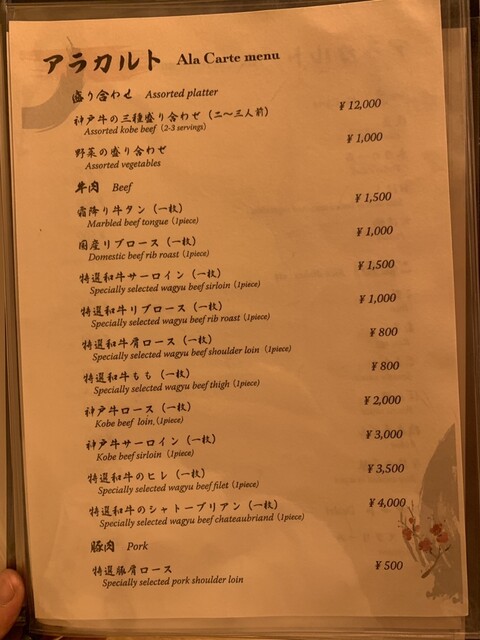 アラカルト Ala Carte menu
盛り合わせ Assorted platter
神戸牛の三種盛り合わせ（二〜三人前） ¥12,000
Assorted kobe beef (2-3 servings)
野菜の盛り合わせ ¥1,000
Assorted vegetables
牛肉 Beef
霜降り牛タン（一枚） ¥1,500
Marbled beef tongue (1piece)
国産リブロース（一枚） ¥1,000
Domestic beef rib roast (1piece)
特選和牛サーロイン（一枚） ¥1,500
Specially selected wagyu beef sirloin (1piece)
特選和牛リブロース（一枚） ¥1,000
Specially selected wagyu beef rib roast (1piece)
特選和牛肩ロース（一枚） ¥800
Specially selected wagyu beef shoulder loin (1piece)
特選和牛もも（一枚） ¥800
Specially selected wagyu beef thigh (1piece)
神戸牛ロース（一枚） ¥2,000
Kobe beef loin, (1piece)
神戸牛サーロイン（一枚） ¥3,000
Kobe beef sirloin (1piece)
特選和牛のヒレ（一枚） ¥3,500
Specially selected wagyu beef filet (1piece)
特選和牛のシャトーブリアン（一枚） ¥4,000
Specially selected wagyu beef chateaubriand (1piece)
豚肉 Pork
特選豚肩ロース ¥500
Specially selected pork shoulder loin